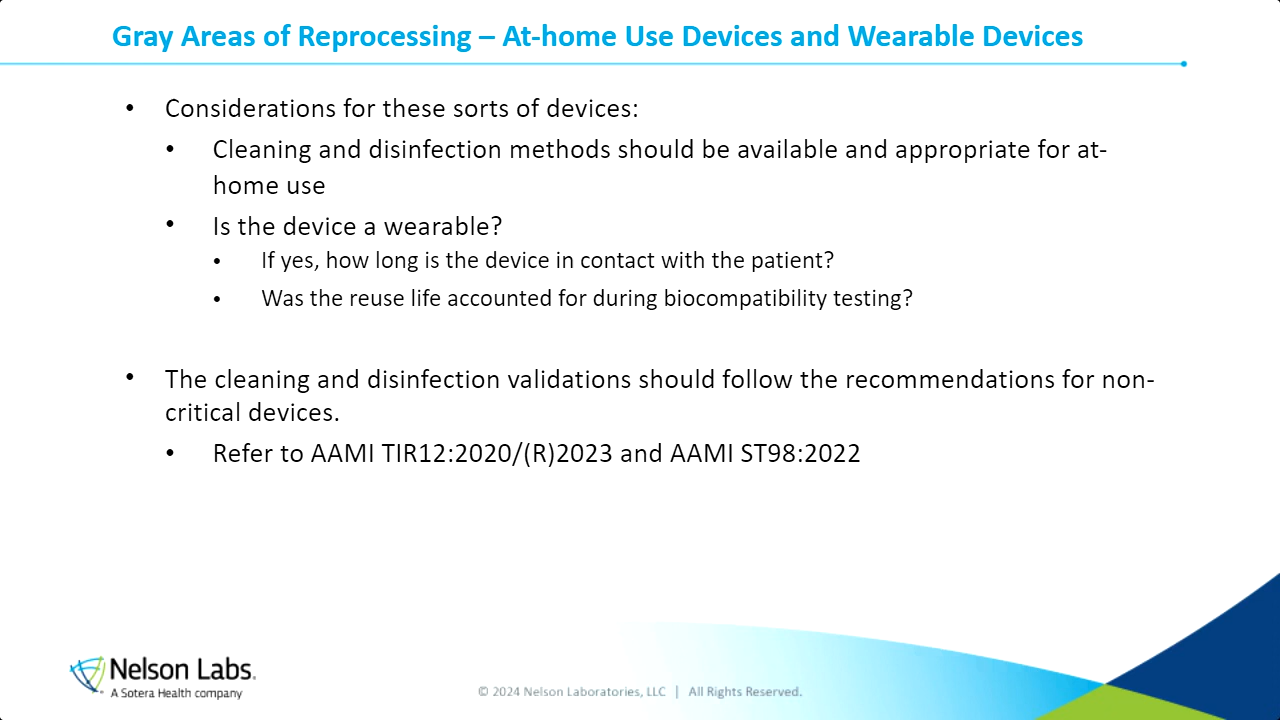 Gray Areas of Reprocessing – At-home Use Devices and Wearable Devices
• Considerations for these sorts of devices:
• Cleaning and disinfection methods should be available and appropriate for at-
home use
• Is the device a wearable?
• If yes, how long is the device in contact with the patient?
• Was the reuse life accounted for during biocompatibility testing?
• The cleaning and disinfection validations should follow the recommendations for non-
critical devices.
• Refer to AAMI TIR12:2020/(R)2023 and AAMI ST98:2022
Nelson Labs.
A Sotera Health company
© 2024 Nelson Laboratories, LLC | All Rights Reserved.